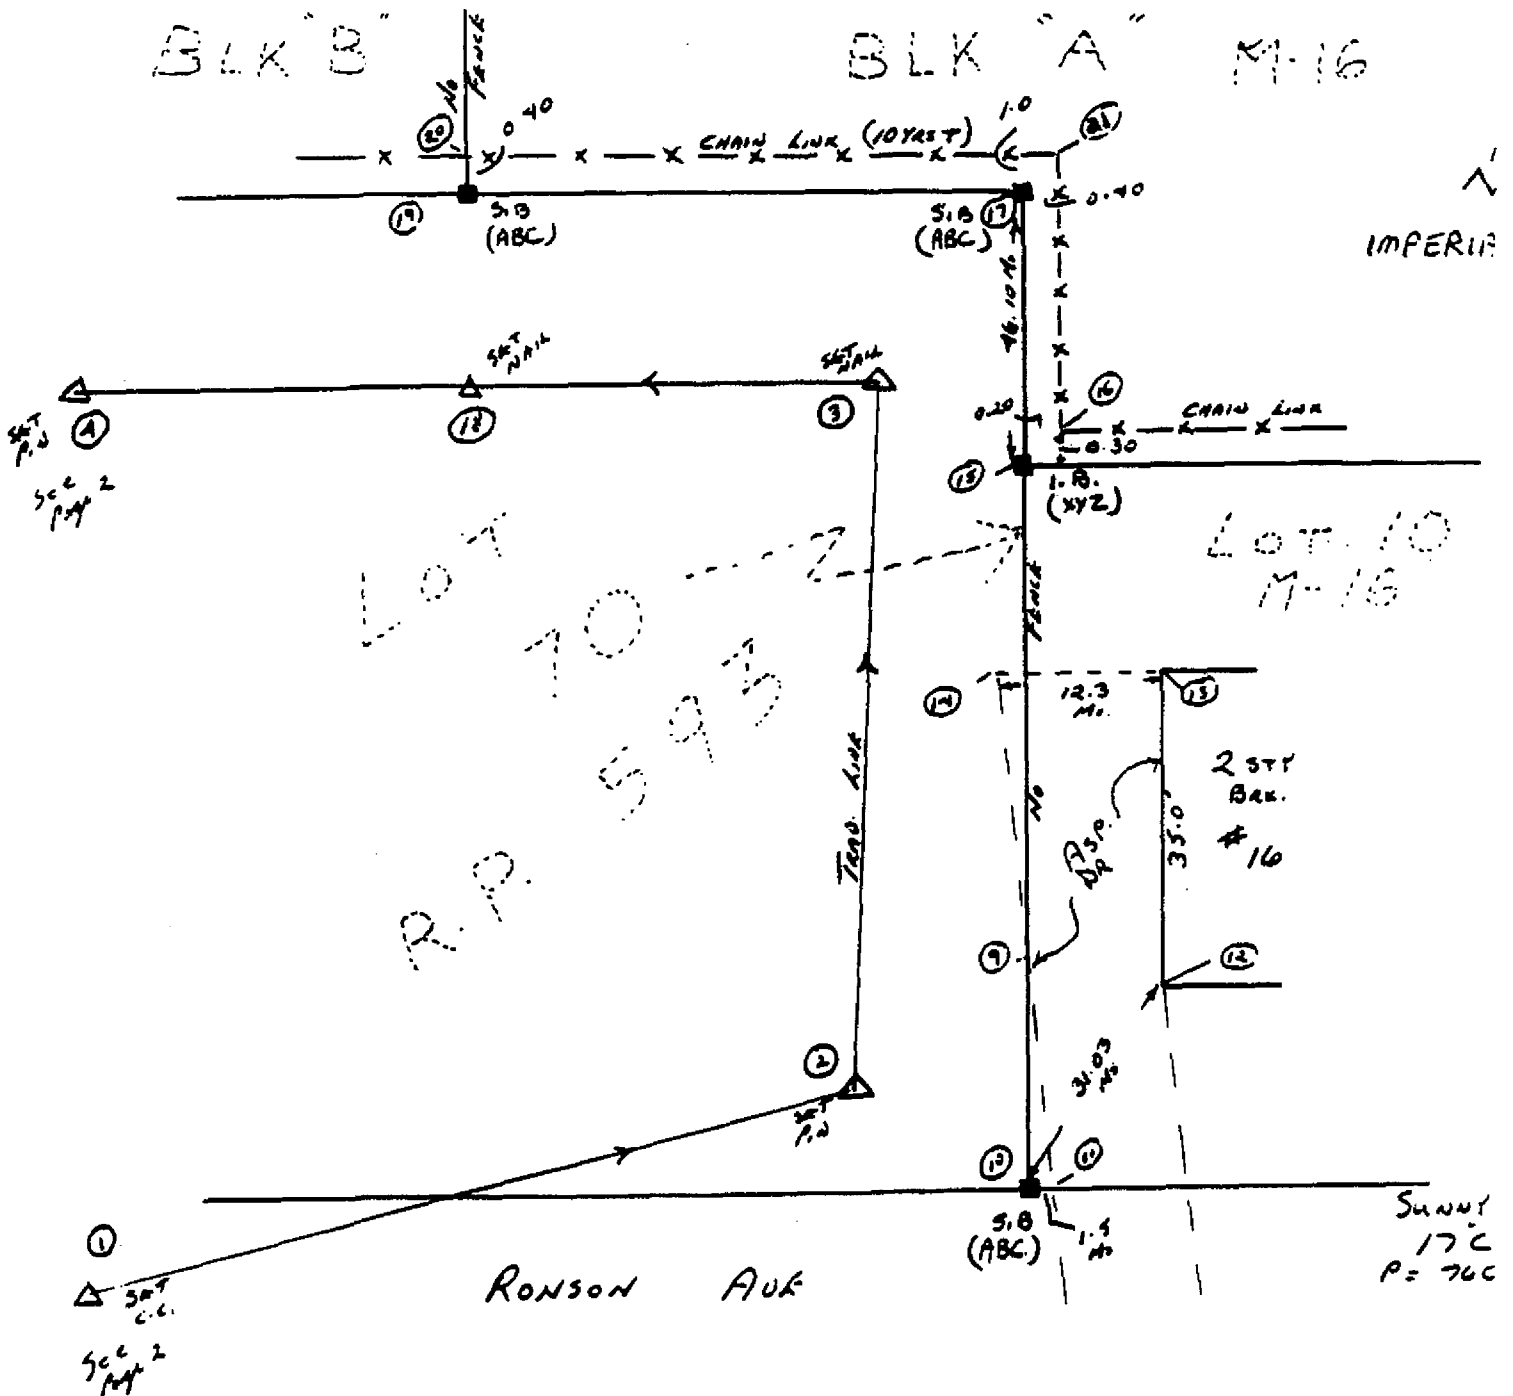 BLK "B"
BLK "A" M-16
NO FENCE
20
0.40
CHAIN LINK (10 YRS ±)
1.0
21
19
S.I.B
(ABC)
S.I.B
(ABC)
17
0.40
IMPERIA
46.10 M.
SET
NAIL
SET
NAIL
4
18
3
SET
P.N
SEE
PAGE 2
0.20
16
CHAIN LINK
0.30
15
I.B.
(XYZ)
LOT 10
M-16
LOT
70
R.P. 593
NO FENCE
14
12.3
M.
13
TRAV. LINE
2 STY
BRK.
# 16
ASP.
DR
35.0
9
12
2
SET
P.N
31.03
M.
10
11
S.I.B
(ABC)
1.5
M.
1
SET
C.C.
SEE
PAGE 2
RONSON AVE
SUNNY
17°C
P= 760